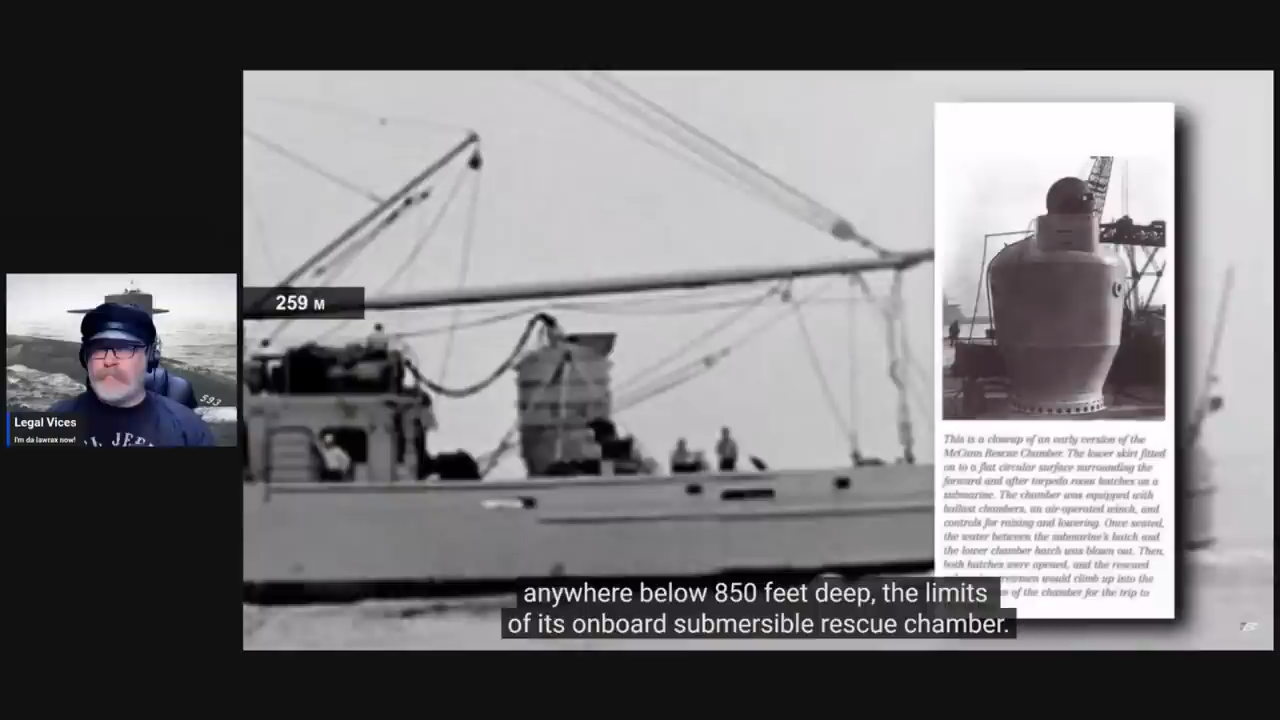 259 M
593
Legal Vices
I'm da lawrax now!
This is a closeup of an early version of the
McCann Rescue Chamber. The lower skirt fitted
on to a flat circular surface surrounding the
forward and after torpedo room hatches on a
submarine. The chamber was equipped with
ballast chambers, an air-operated winch, and
controls for raising and lowering. Once seated,
the water between the submarine's hatch and
the lower chamber hatch was blown out. Then,
both hatches were opened, and the rescued
would climb up into the
of the chamber for the trip to
anywhere below 850 feet deep, the limits
of its onboard submersible rescue chamber.